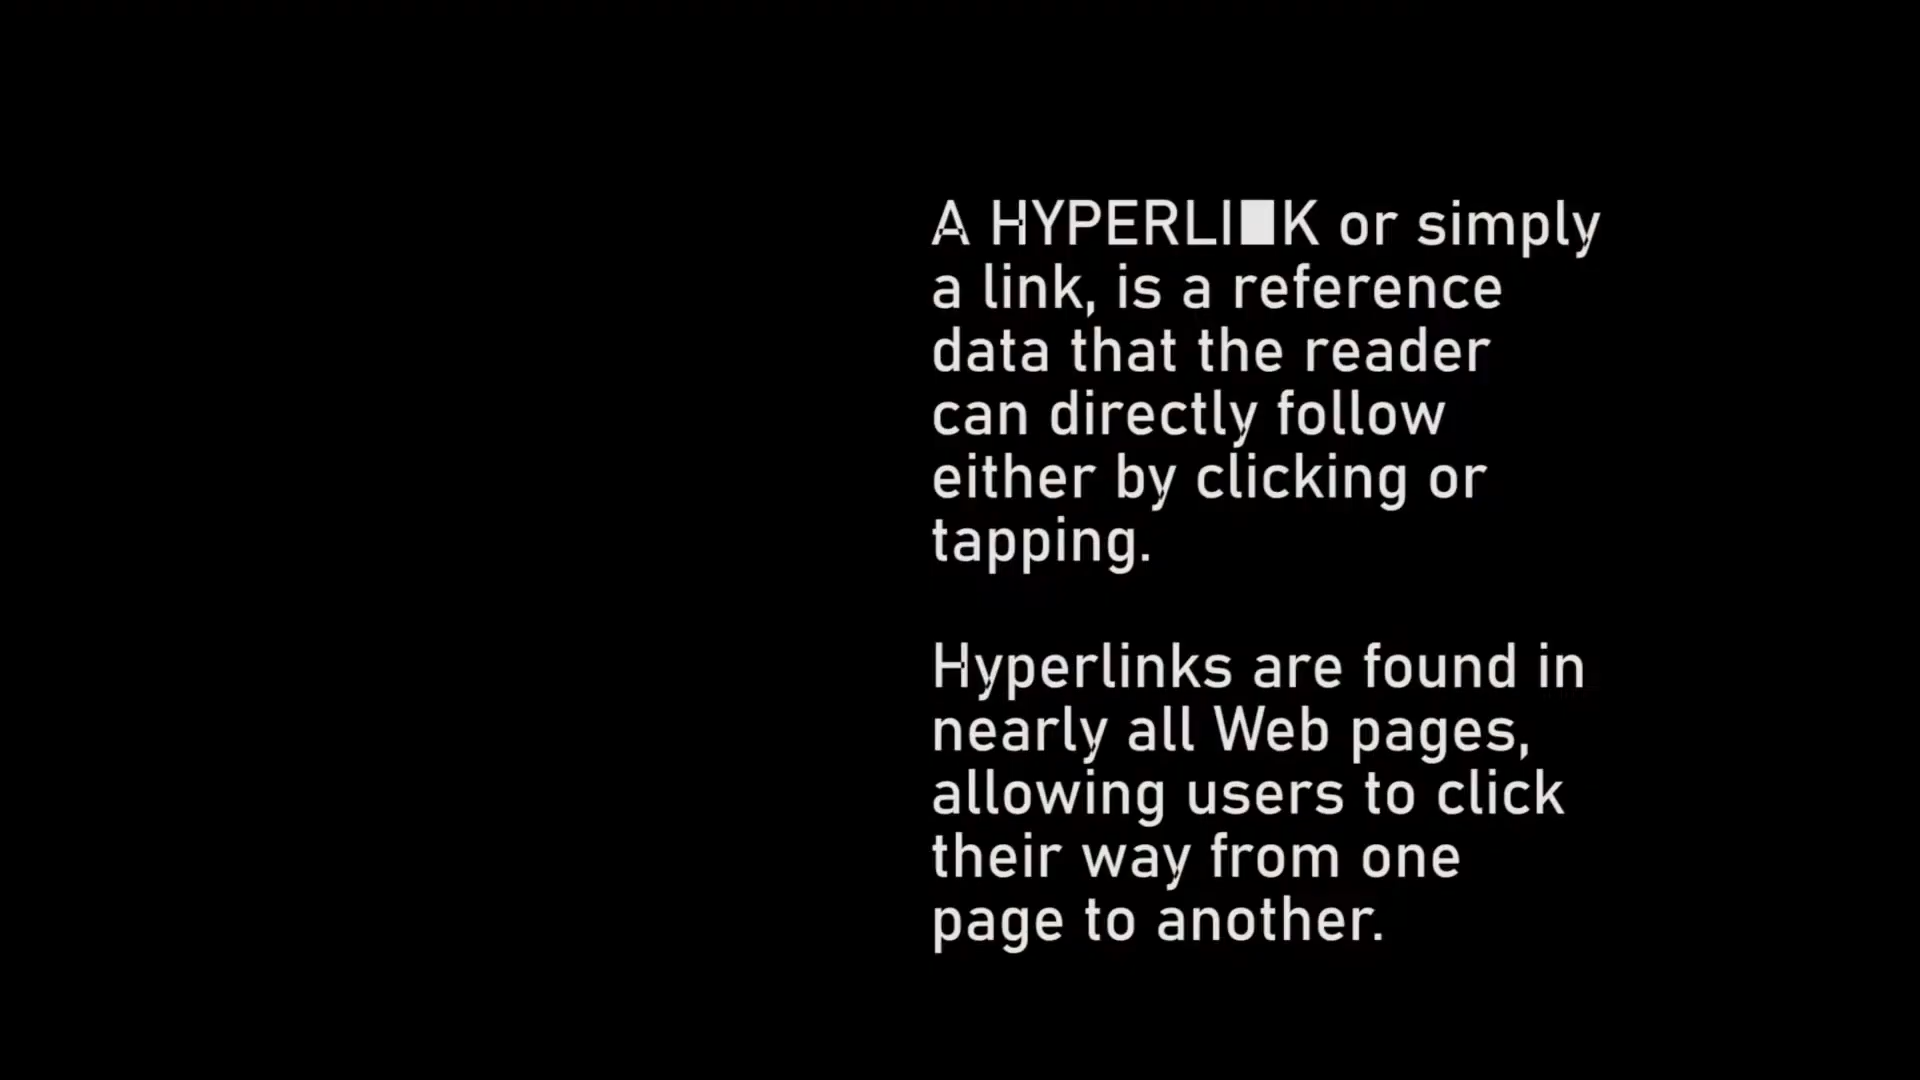 A HYPERLI■K or simply
a link, is a reference
data that the reader
can directly follow
either by clicking or
tapping.
Hyperlinks are found in
nearly all Web pages,
allowing users to click
their way from one
page to another.